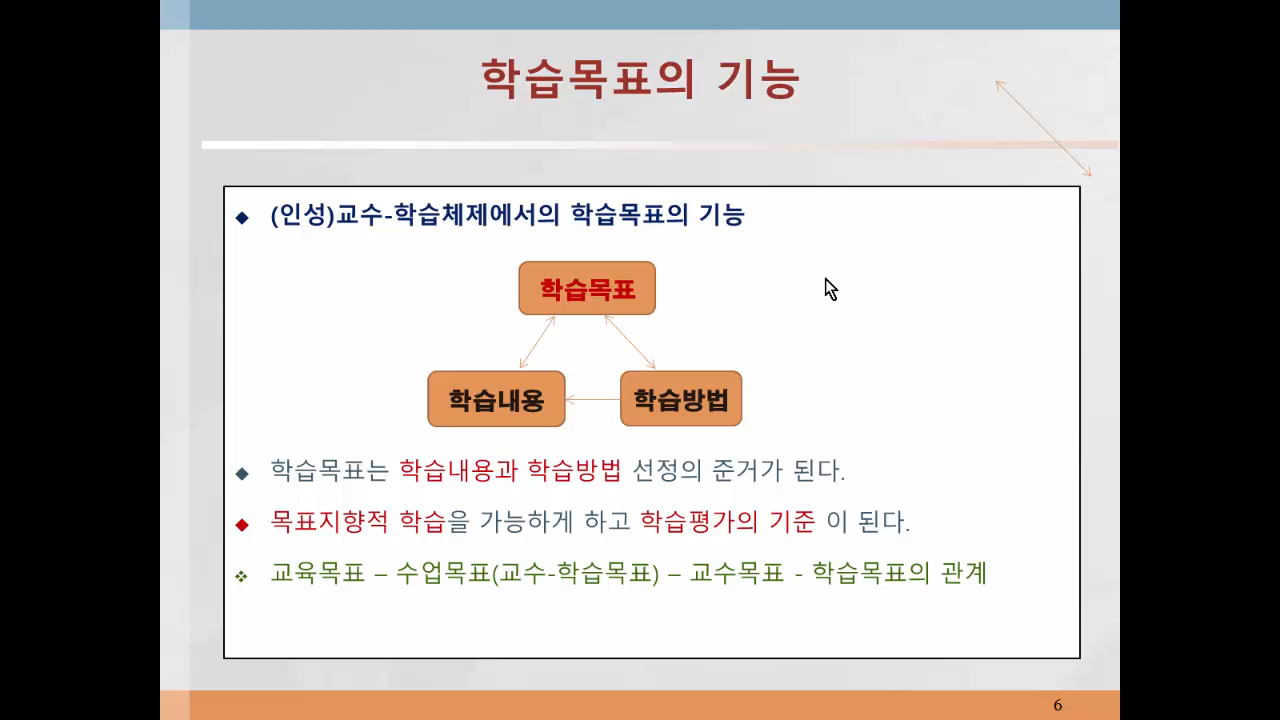 학습목표의 기능
(인성)교수-학습체제에서의 학습목표의 기능
학습목표
학습내용
학습방법
학습목표는 학습내용과 학습방법 선정의 준거가 된다.
목표지향적 학습을 가능하게 하고 학습평가의 기준 이 된다.
교육목표 – 수업목표(교수-학습목표) – 교수목표 - 학습목표의 관계
6